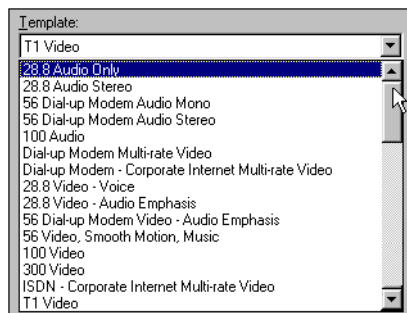 Template:
T1 Video
28.8 Audio Only
28.8 Audio Stereo
56 Dial-up Modem Audio Mono
56 Dial-up Modem Audio Stereo
100 Audio
Dial-up Modem Multi-rate Video
Dial-up Modem - Corporate Internet Multi-rate Video
28.8 Video - Voice
28.8 Video - Audio Emphasis
56 Dial-up Modem Video - Audio Emphasis
56 Video, Smooth Motion, Music
100 Video
300 Video
ISDN - Corporate Internet Multi-rate Video
T1 Video